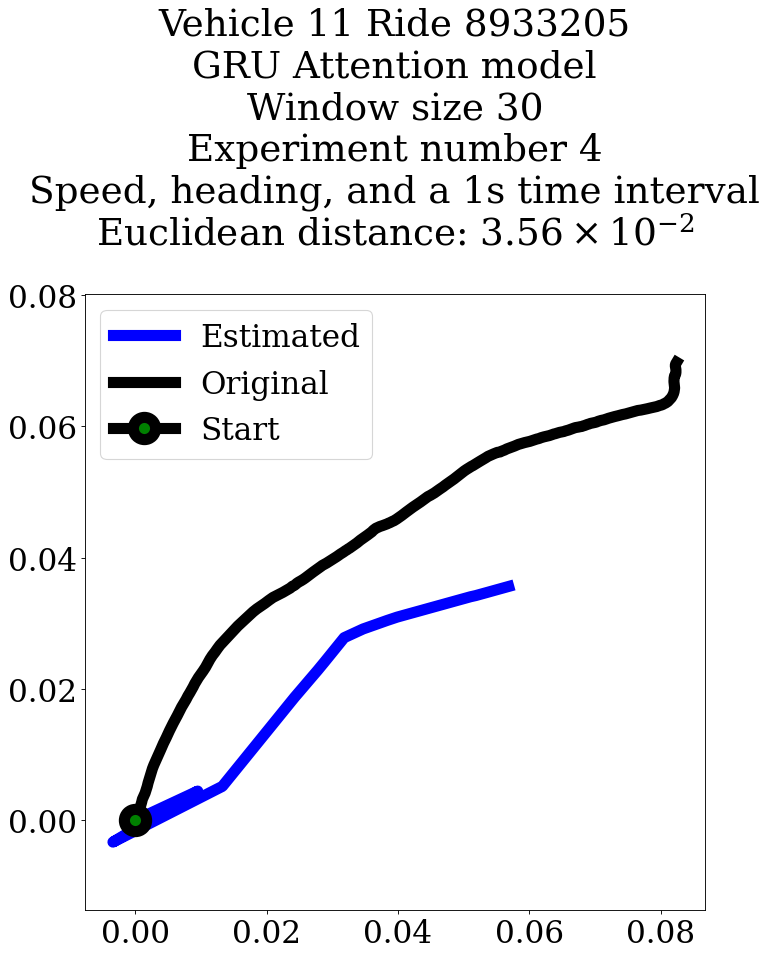 Vehicle 11 Ride 8933205
GRU Attention model
Window size 30
Experiment number 4
Speed, heading, and a 1s time interval
Euclidean distance: 3.56 × 10⁻²
Estimated
Original
Start
0.08
0.06
0.04
0.02
0.00
0.00 0.02 0.04 0.06 0.08